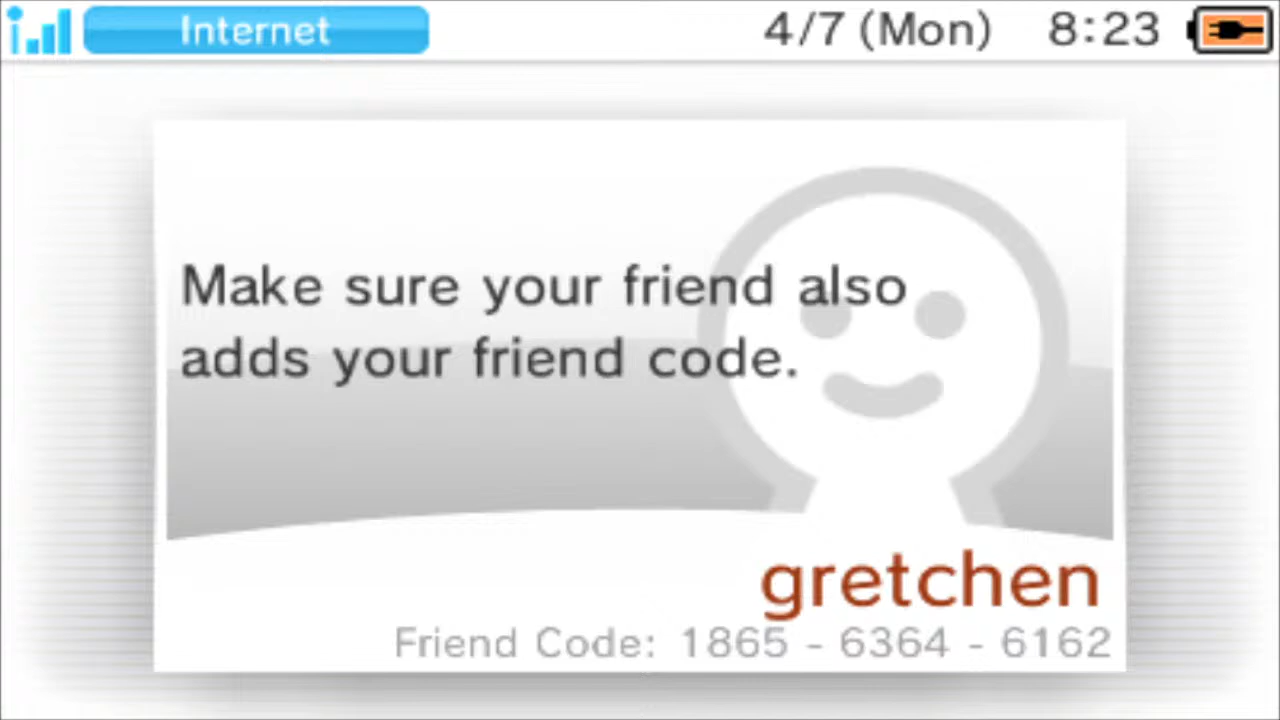 Internet 4/7 (Mon) 8:23
Make sure your friend also
adds your friend code.
gretchen
Friend Code: 1865 - 6364 - 6162